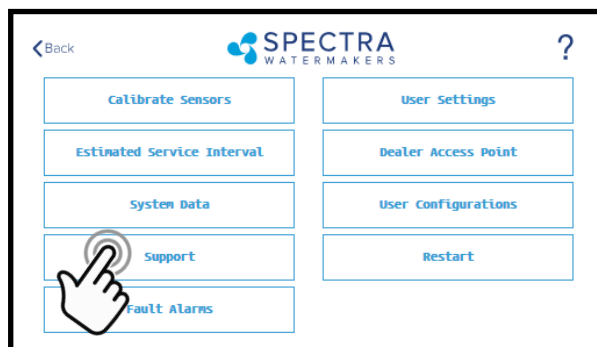 Back
SPECTRA
WATERMAKERS
?
Calibrate Sensors
User Settings
Estimated Service Interval
Dealer Access Point
System Data
User Configurations
Support
Restart
Fault Alarms